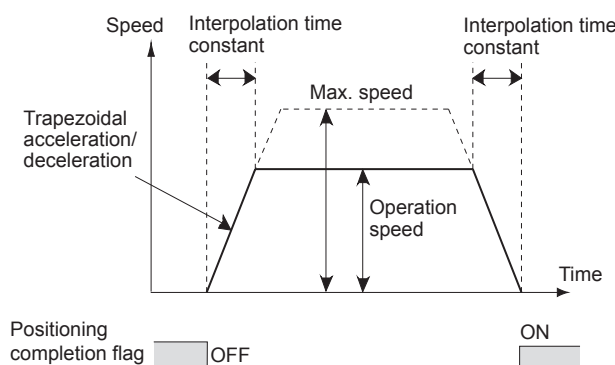 Speed
Interpolation time
constant
Interpolation time
constant
Max. speed
Trapezoidal
acceleration/
deceleration
Operation
speed
Time
Positioning
completion flag
OFF
ON